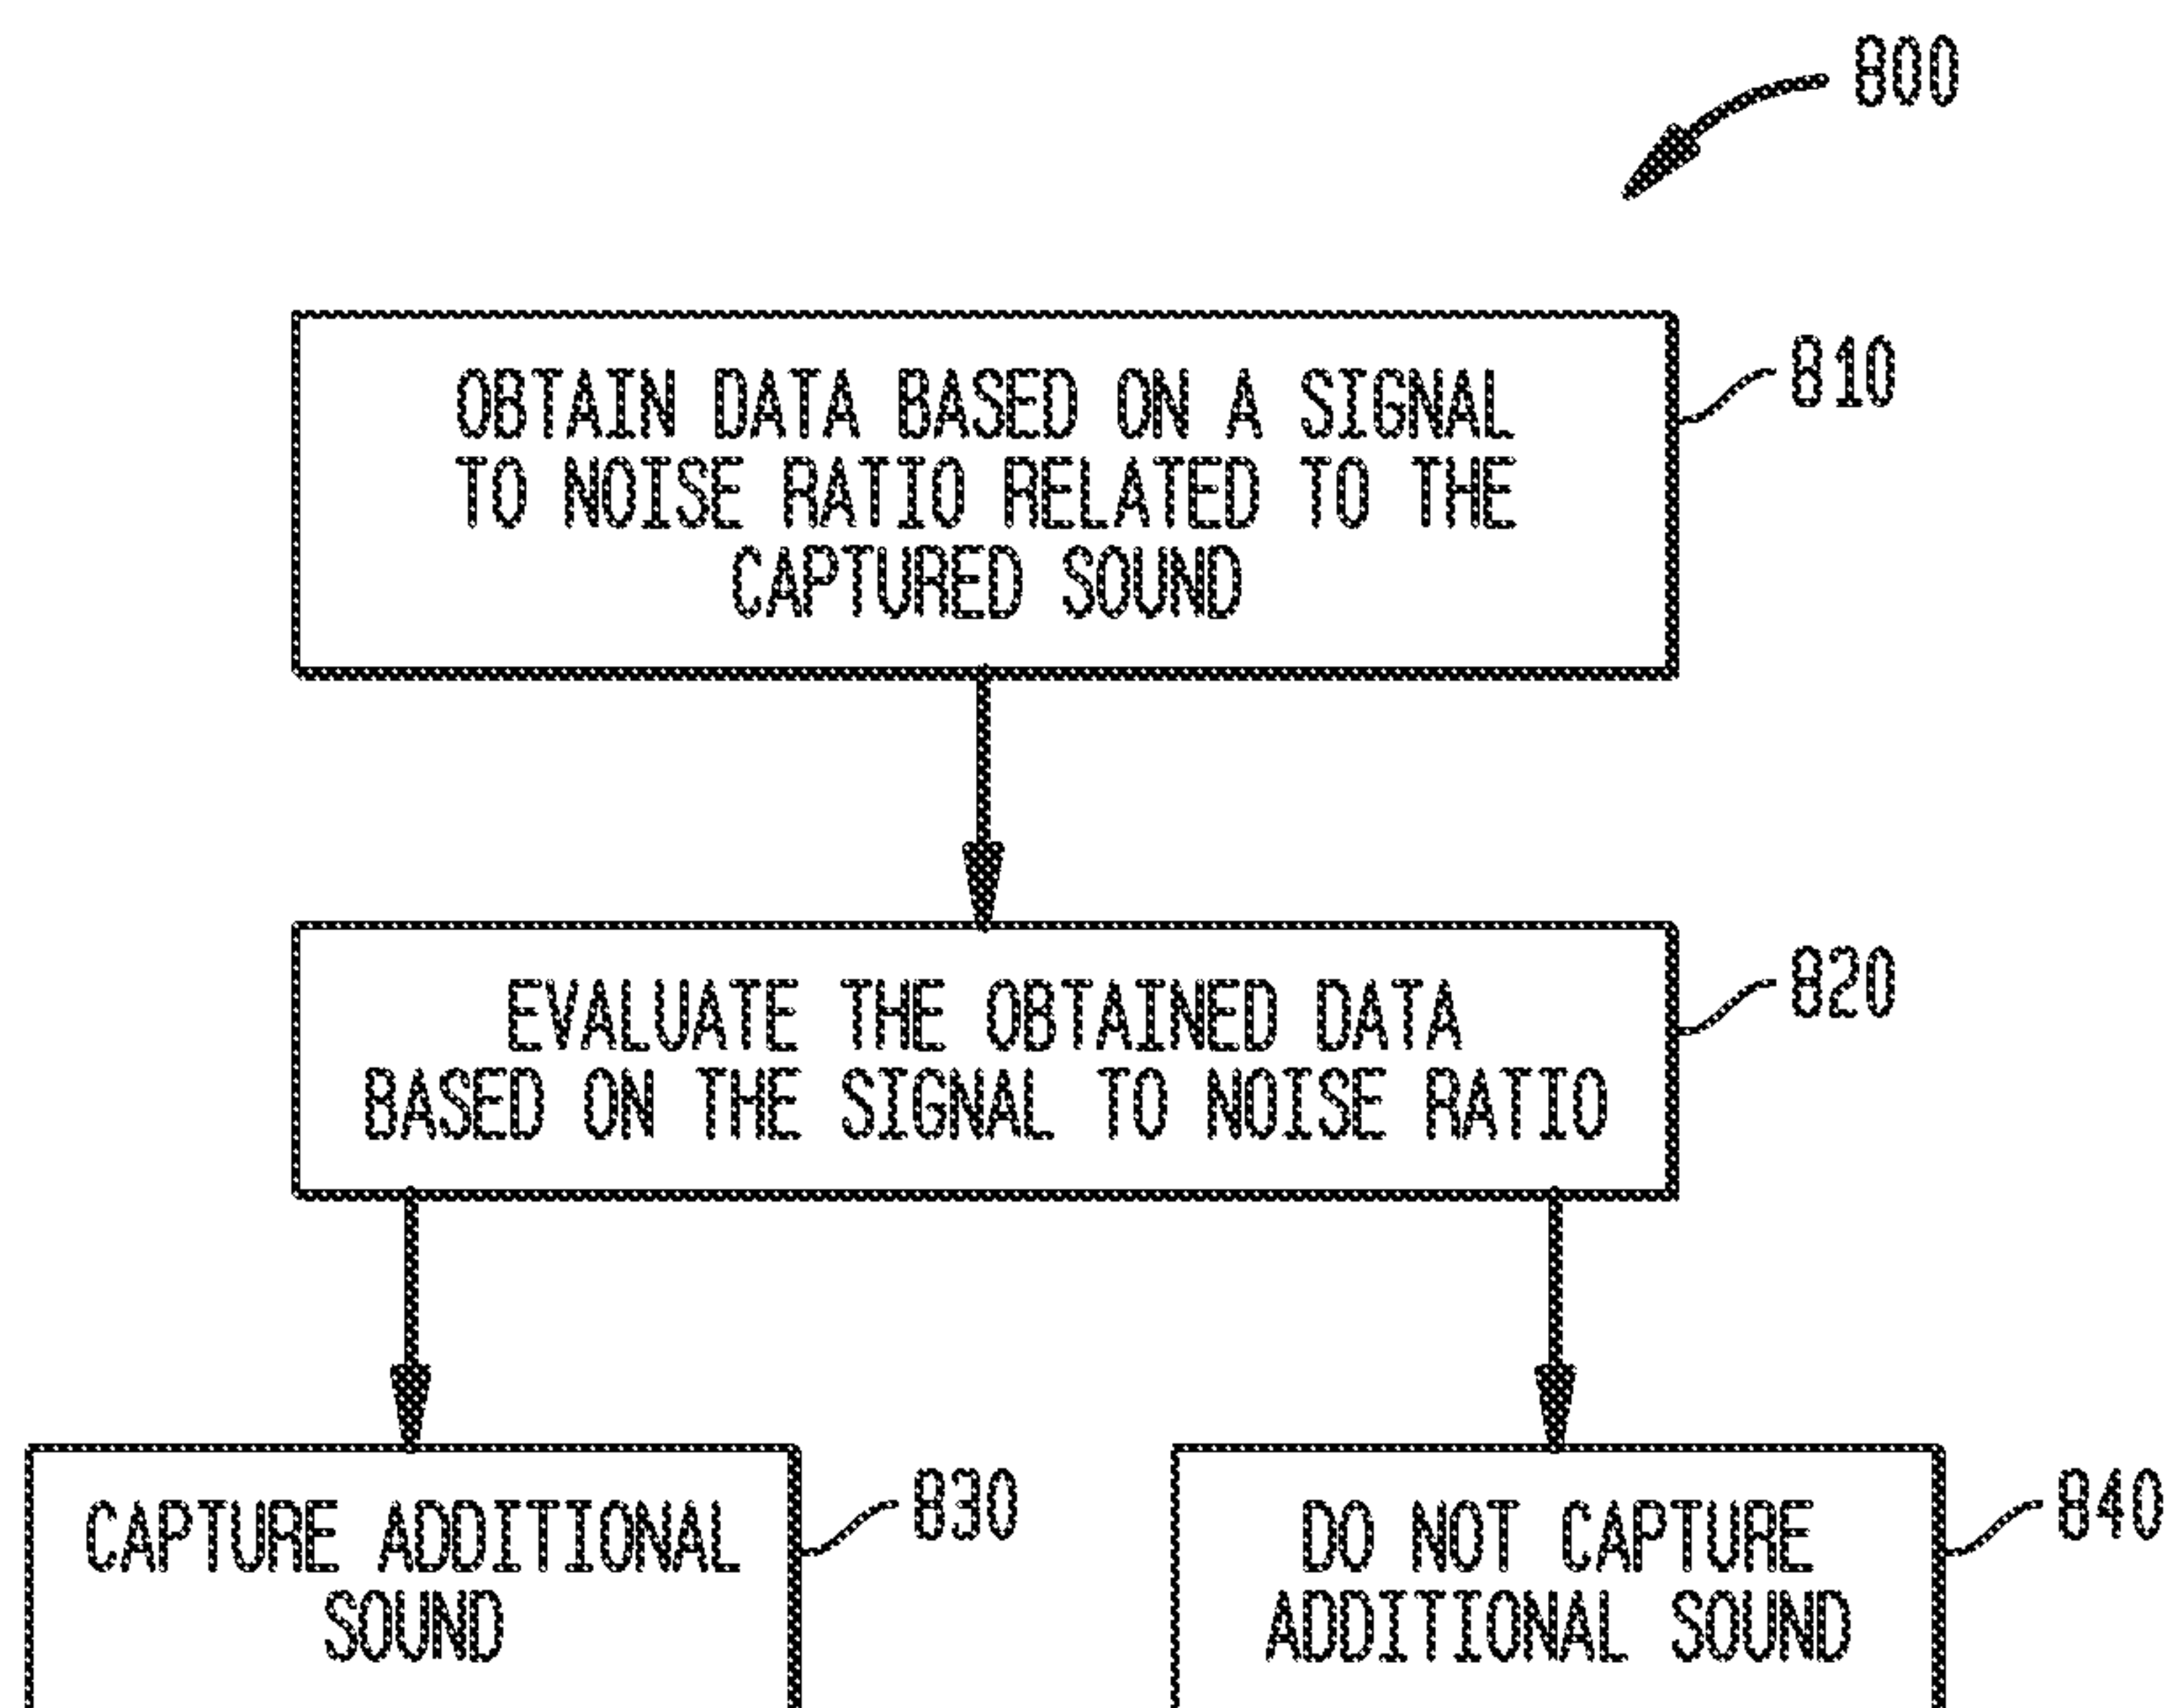 800
OBTAIN DATA BASED ON A SIGNAL
TO NOISE RATIO RELATED TO THE
CAPTURED SOUND
810
EVALUATE THE OBTAINED DATA
BASED ON THE SIGNAL TO NOISE RATIO
820
CAPTURE ADDITIONAL
SOUND
830
DO NOT CAPTURE
ADDITIONAL SOUND
840